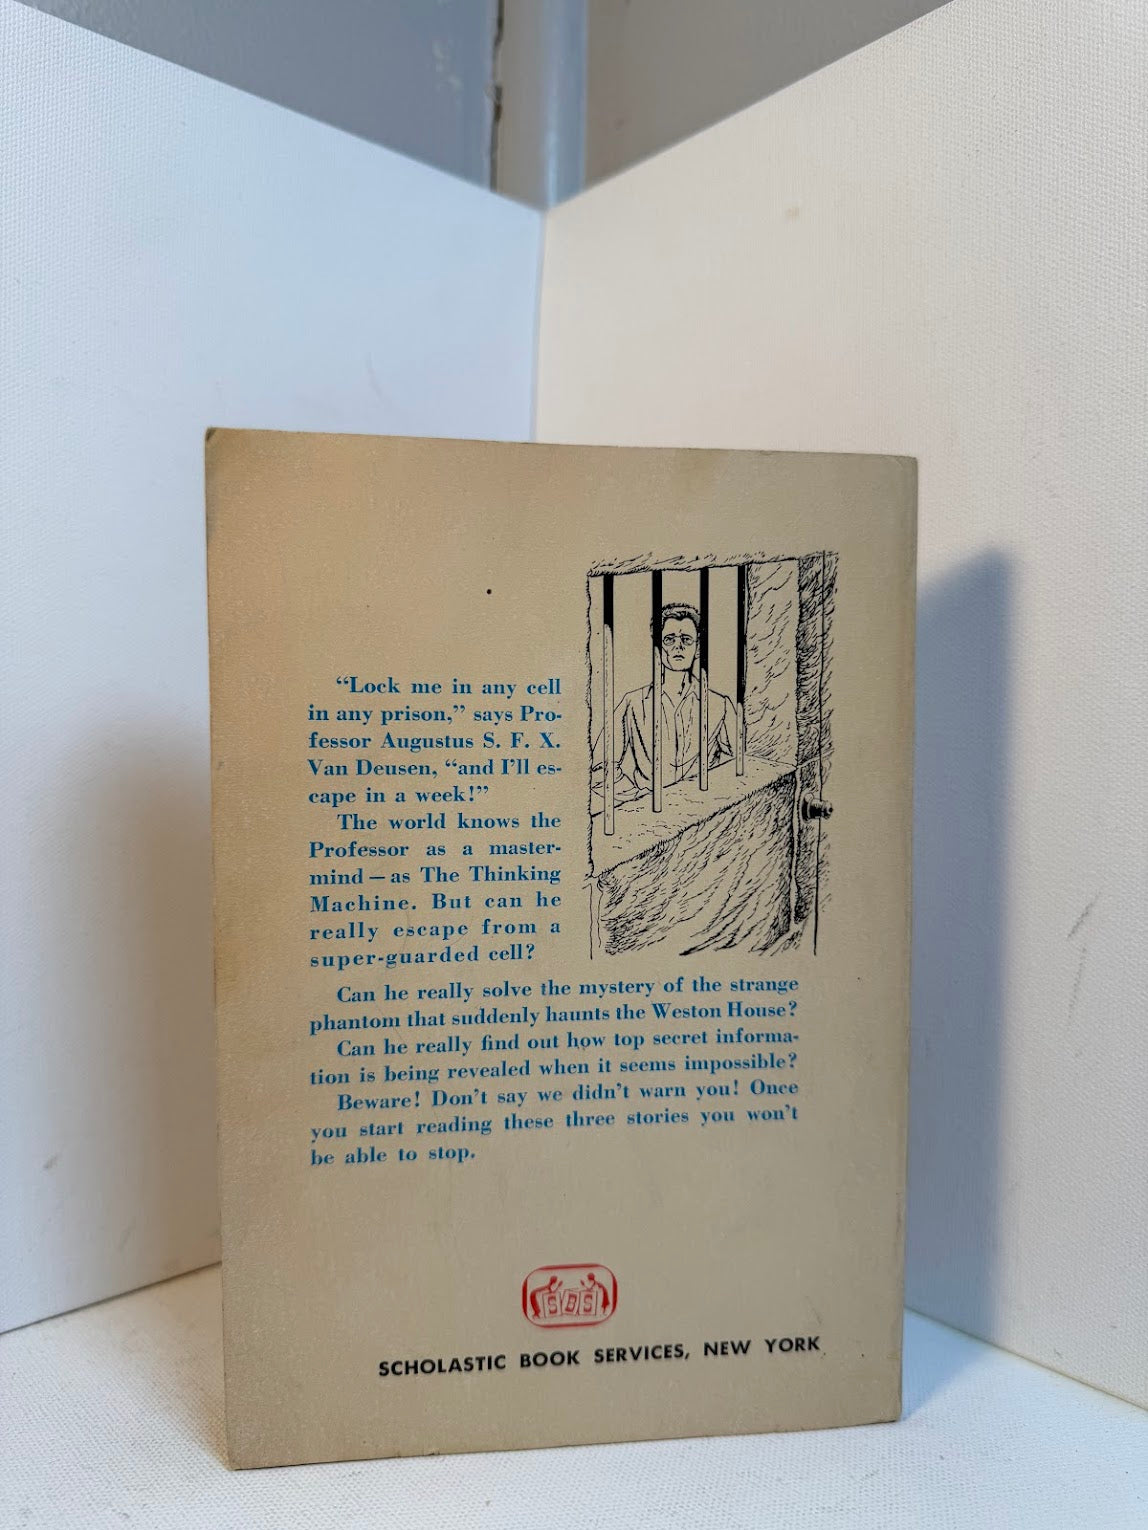 “Lock me in any cell
in any prison,” says Pro-
fessor Augustus S. F. X.
Van Deusen, “and I’ll es-
cape in a week!”
The world knows the
Professor as a master-
mind — as The Thinking
Machine. But can he
really escape from a
super-guarded cell?
Can he really solve the mystery of the strange
phantom that suddenly haunts the Weston House?
Can he really find out how top secret informa-
tion is being revealed when it seems impossible?
Beware! Don’t say we didn’t warn you! Once
you start reading these three stories you won’t
be able to stop.
SBS
SCHOLASTIC BOOK SERVICES, NEW YORK